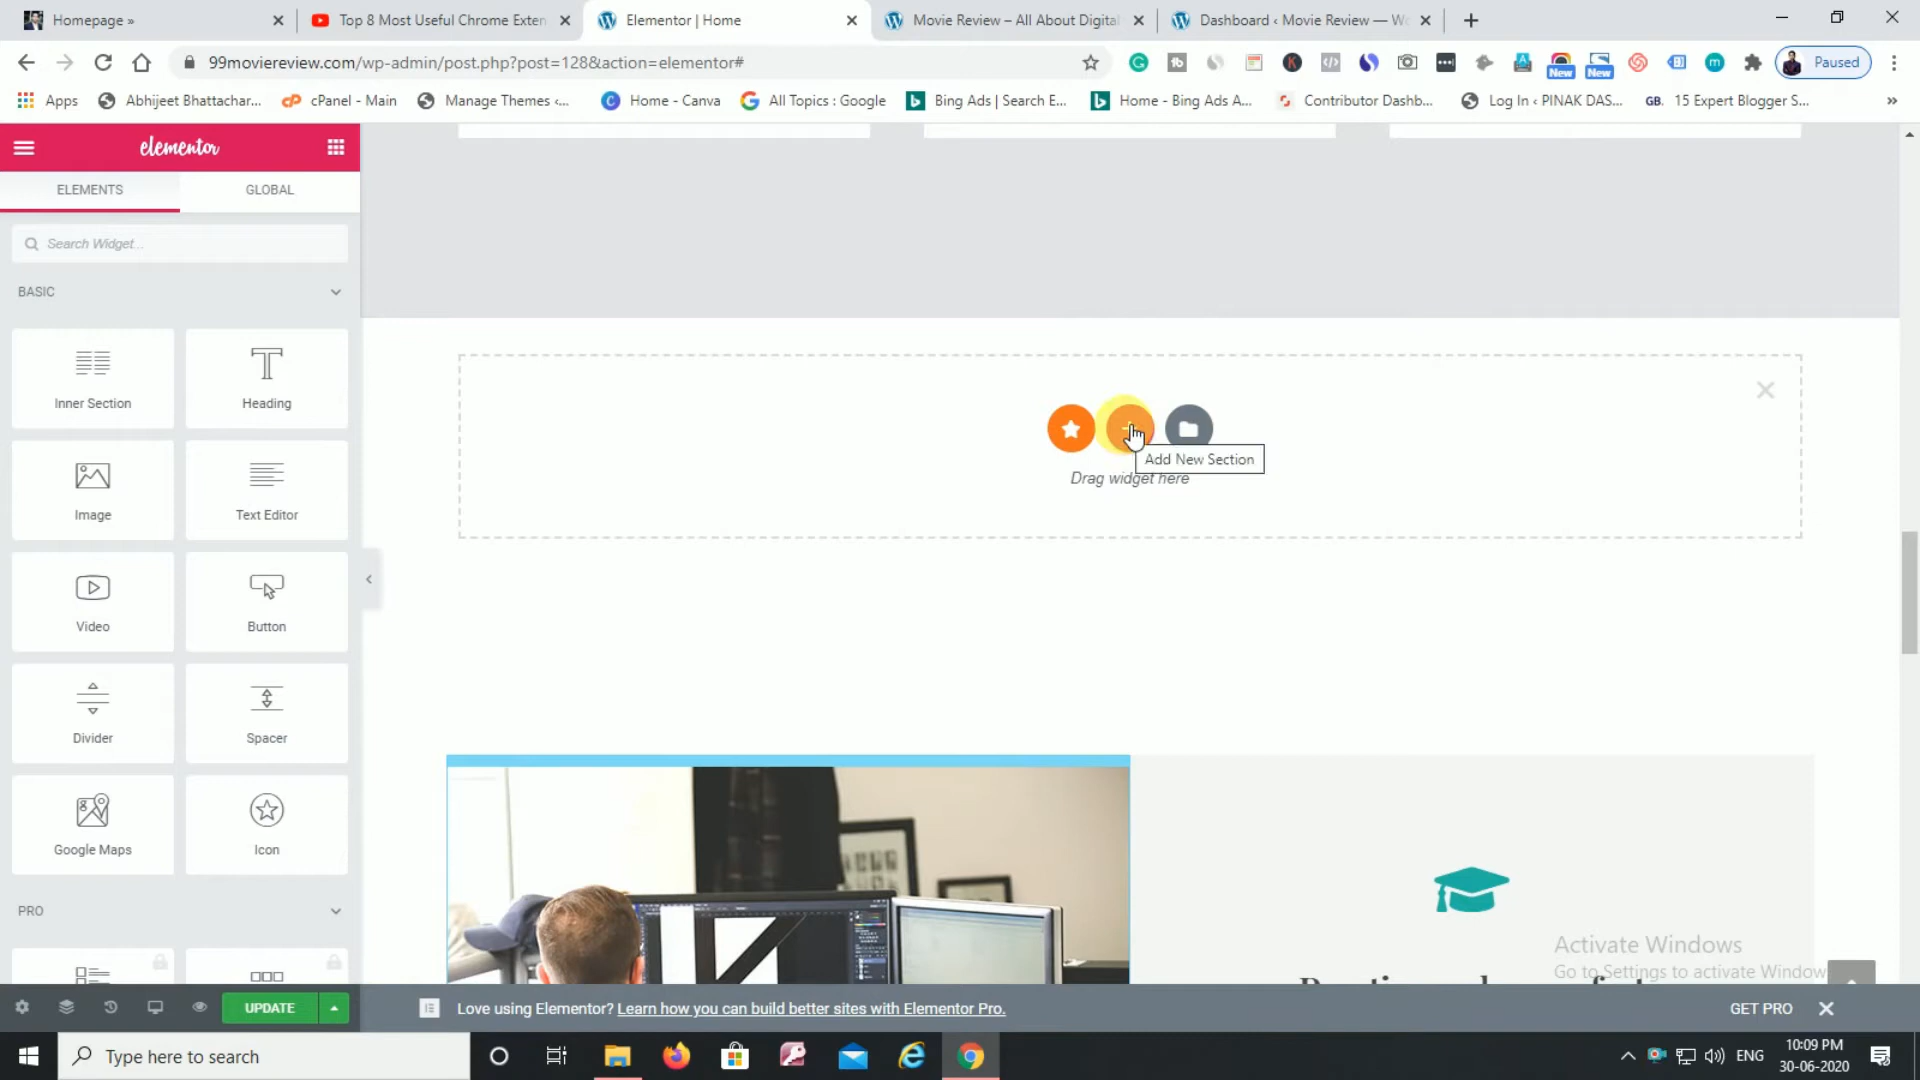 Homepage »
Top 8 Most Useful Chrome Exten
Elementor | Home
Movie Review – All About Digital
Dashboard ‹ Movie Review — Wo
99moviereview.com/wp-admin/post.php?post=128&action=elementor#
New
New
Paused
Apps
Abhijeet Bhattachar...
cPanel - Main
Manage Themes ‹...
Home - Canva
All Topics : Google
Bing Ads | Search E...
Home - Bing Ads A...
Contributor Dashb...
Log In ‹ PINAK DAS...
GB.
15 Expert Blogger S...
»
elementor
ELEMENTS
GLOBAL
Search Widget...
BASIC
Inner Section
Heading
Image
Text Editor
Video
Button
Divider
Spacer
Google Maps
Icon
PRO
Add New Section
Drag widget here
Activate Windows
Go to Settings to activate Window
UPDATE
Love using Elementor? Learn how you can build better sites with Elementor Pro.
GET PRO
Type here to search
ENG
10:09 PM
30-06-2020